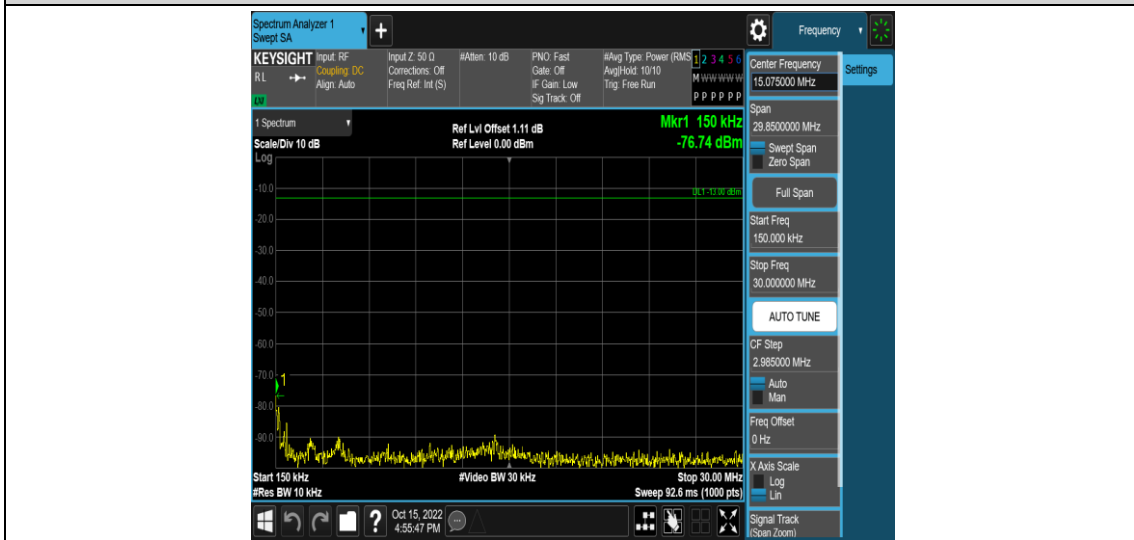 Spectrum Analyzer 1
Swept SA
+
Frequency
KEYSIGHT
RL
LXI
Input: RF
Coupling: DC
Align: Auto
Input Z: 50 Ω
Corrections: Off
Freq Ref: Int (S)
#Atten: 10 dB
PNO: Fast
Gate: Off
IF Gain: Low
Sig Track: Off
#Avg Type: Power (RMS
Avg|Hold: 10/10
Trig: Free Run
1 2 3 4 5 6
M W W W W W
P P P P P P
Center Frequency
15.075000 MHz
Settings
Span
29.8500000 MHz
Swept Span
Zero Span
Full Span
Start Freq
150.000 kHz
Stop Freq
30.000000 MHz
AUTO TUNE
CF Step
2.985000 MHz
Auto
Man
Freq Offset
0 Hz
X Axis Scale
Log
Lin
Signal Track
(Span Zoom)
1 Spectrum
Scale/Div 10 dB
Log
Ref Lvl Offset 1.11 dB
Ref Level 0.00 dBm
Mkr1 150 kHz
-76.74 dBm
DL1 -13.00 dBm
-10.0
-20.0
-30.0
-40.0
-50.0
-60.0
-70.0
1
-80.0
-90.0
Start 150 kHz
#Res BW 10 kHz
#Video BW 30 kHz
Stop 30.00 MHz
Sweep 92.6 ms (1000 pts)
?
Oct 15, 2022
4:55:47 PM